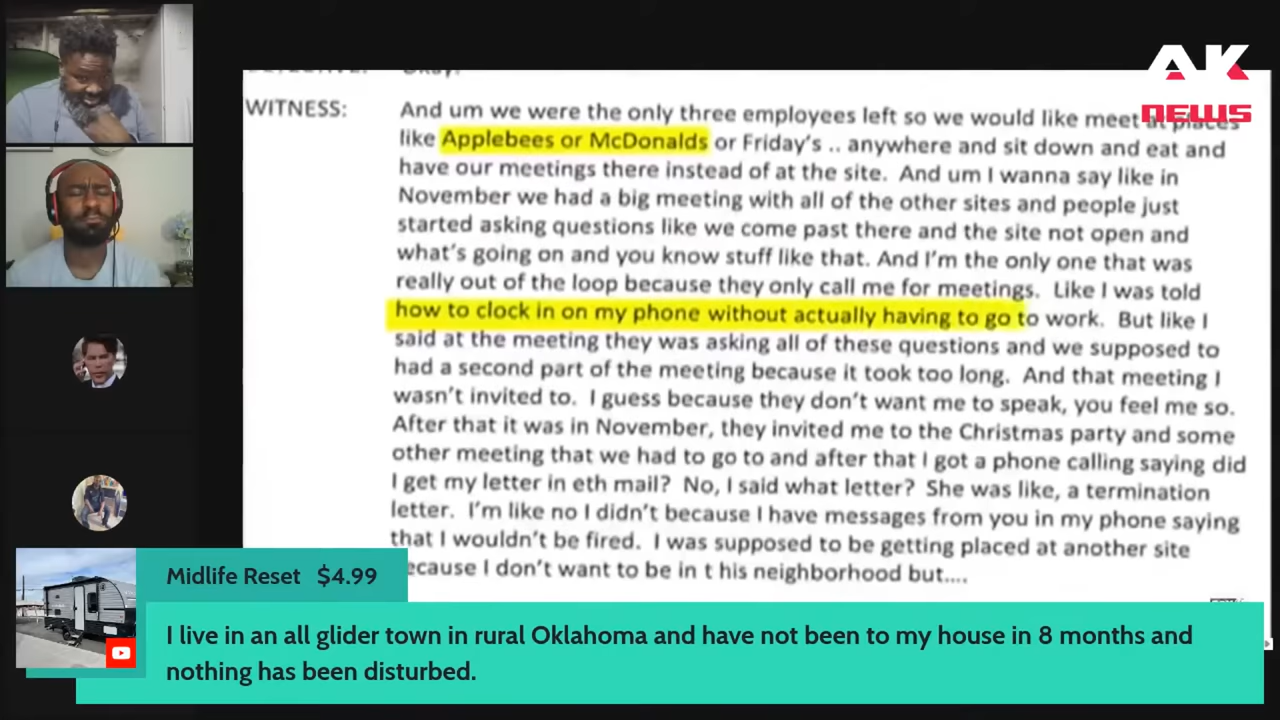 AK
NEWS
Okay.
WITNESS: And um we were the only three employees left so we would like meet at places
like Applebees or McDonalds or Friday's .. anywhere and sit down and eat and
have our meetings there instead of at the site. And um I wanna say like in
November we had a big meeting with all of the other sites and people just
started asking questions like we come past there and the site not open and
what's going on and you know stuff like that. And I'm the only one that was
really out of the loop because they only call me for meetings. Like I was told
how to clock in on my phone without actually having to go to work. But like I
said at the meeting they was asking all of these questions and we supposed to
had a second part of the meeting because it took too long. And that meeting I
wasn't invited to. I guess because they don't want me to speak, you feel me so.
After that it was in November, they invited me to the Christmas party and some
other meeting that we had to go to and after that I got a phone calling saying did
I get my letter in eth mail? No, I said what letter? She was like, a termination
letter. I'm like no I didn't because I have messages from you in my phone saying
that I wouldn't be fired. I was supposed to be getting placed at another site
ecause I don't want to be in t his neighborhood but....
Midlife Reset $4.99
I live in an all glider town in rural Oklahoma and have not been to my house in 8 months and
nothing has been disturbed.